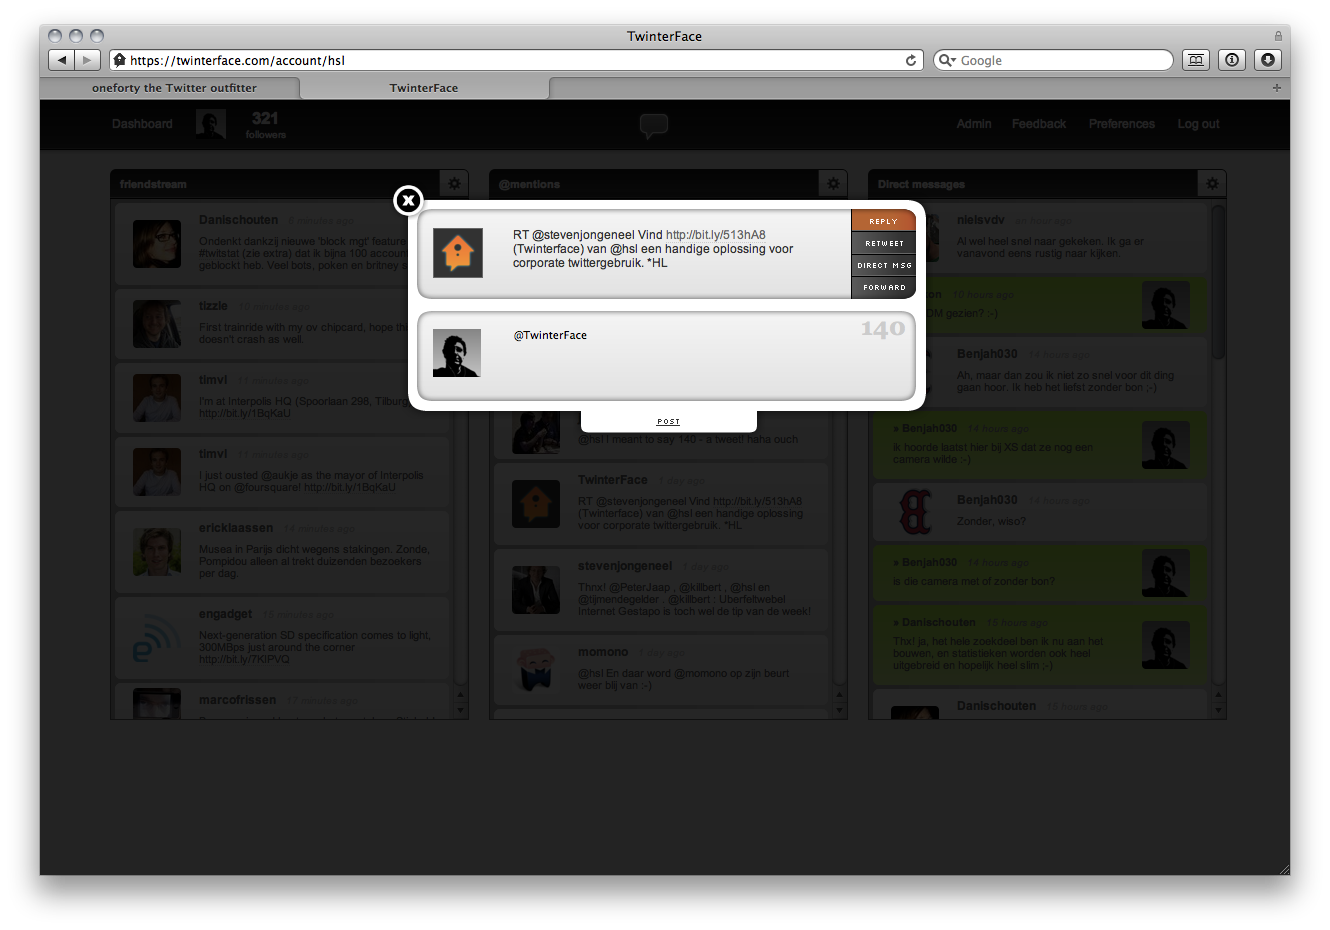 TwinterFace
https://twinterface.com/account/hsl
Google
oneforty the Twitter outfitter
TwinterFace
Dashboard
321
followers
Admin
Feedback
Preferences
Log out
friendstream
Danischouten 8 minutes ago
Ondenkt dankzij nieuwe 'block mgt' feature
#twitstat (zie extra) dat ik bijna 100 account
geblockt heb. Veel bots, poken en britney s
tizzle 10 minutes ago
First trainride with my ov chipcard, hope th
doesn't crash as well.
timvl 11 minutes ago
I'm at Interpolis HQ (Spoorlaan 298, Tilburg
http://bit.ly/1BqKaU
timvl 11 minutes ago
I just ousted @aukje as the mayor of Interpolis
HQ on @foursquare! http://bit.ly/1BqKaU
ericklaassen 14 minutes ago
Musea in Parijs dicht wegens stakingen. Zonde,
Pompidou alleen al trekt duizenden bezoekers
per dag.
engadget 15 minutes ago
Next-generation SD specification comes to light,
300MBps just around the corner
http://bit.ly/7KIPVQ
marcofrissen 17 minutes ago
@mentions
X
RT @stevenjongeneel Vind http://bit.ly/513hA8
(Twinterface) van @hsl een handige oplossing voor
corporate twittergebruik. *HL
REPLY
RETWEET
DIRECT MSG
FORWARD
@TwinterFace
140
POST
@hsl I meant to say 140 - a tweet! haha ouch
TwinterFace 1 day ago
RT @stevenjongeneel Vind http://bit.ly/513hA8
(Twinterface) van @hsl een handige oplossing
voor corporate twittergebruik. *HL
stevenjongeneel 1 day ago
Thnx! @PeterJaap , @killbert , @hsl en
@tijmendegelder , @killbert : Uberfeltwebel
Internet Gestapo is toch wel de tip van de week!
momono 1 day ago
@hsl En daar word @momono op zijn beurt
weer blij van :-)
Direct messages
nielsvdv an hour ago
Al wel heel snel naar gekeken. Ik ga er
vanavond eens rustig naar kijken.
on 10 hours ago
DM gezien? :-)
Benjah030 14 hours ago
Ah, maar dan zou ik niet zo snel voor dit ding
gaan hoor. Ik heb het liefst zonder bon ;-)
» Benjah030 14 hours ago
ik hoorde laatst hier bij XS dat ze nog een
camera wilde :-)
Benjah030 14 hours ago
Zonder, wiso?
» Benjah030 14 hours ago
is die camera met of zonder bon?
» Danischouten 15 hours ago
Thx! ja, het hele zoekdeel ben ik nu aan het
bouwen, en statistieken worden ook heel
uitgebreid en hopelijk heel slim ;-)
Danischouten 15 hours ago